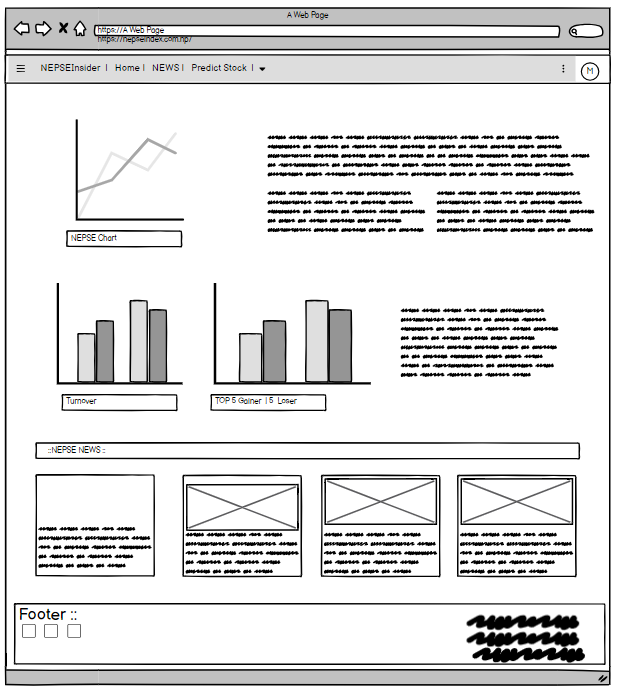 A Web Page
https://A Web Page
https://nepseindex.com.np/
NEPSEInsider | Home | NEWS | Predict Stock |
M
NEPSE Chart
Turnover
TOP 5 Gainer | 5 Loser
::NEPSE NEWS ::
Footer ::